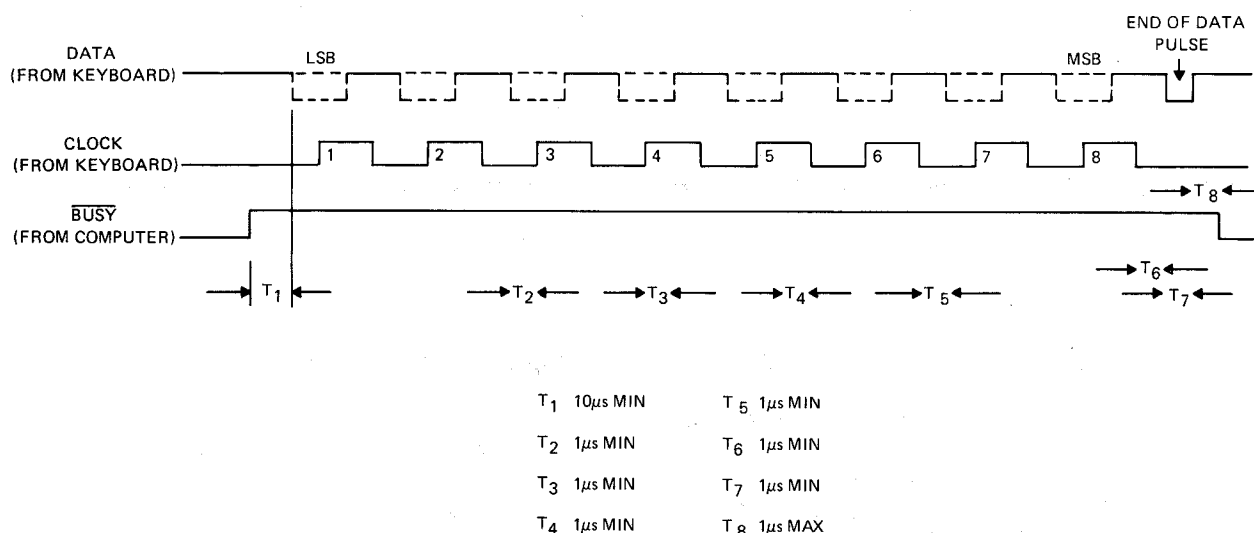 END OF DATA
PULSE
DATA
(FROM KEYBOARD)
LSB
MSB
CLOCK
(FROM KEYBOARD)
1 2 3 4 5 6 7 8
T8
BUSY
(FROM COMPUTER)
T1 T2 T3 T4 T5 T6
T7
T1 10μs MIN T5 1μs MIN
T2 1μs MIN T6 1μs MIN
T3 1μs MIN T7 1μs MIN
T4 1μs MIN T8 1μs MAX